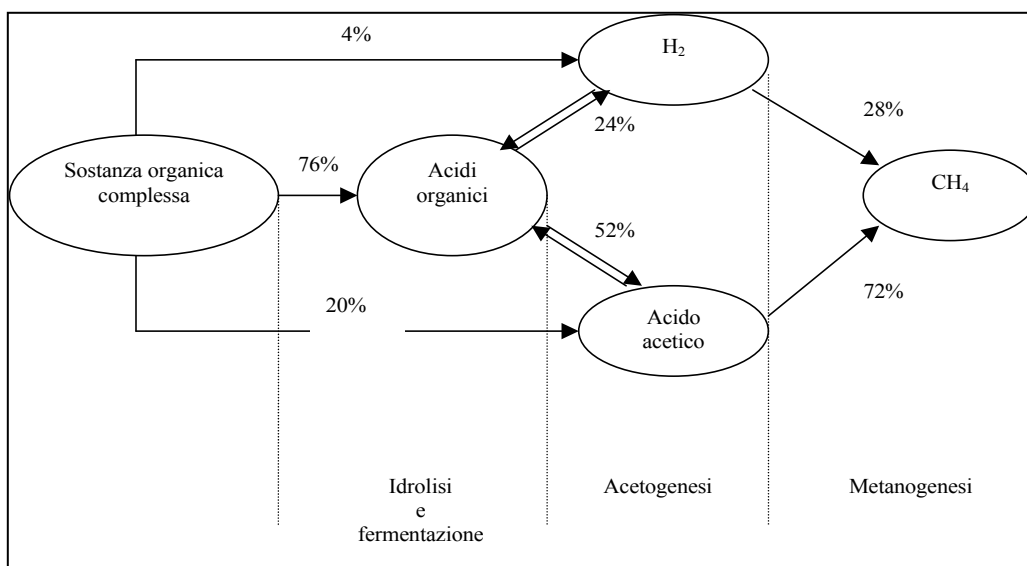 4%
H₂
24%
28%
76%
Sostanza organica
complessa
Acidi
organici
CH₄
52%
20%
72%
Acido
acetico
Idrolisi
e
fermentazione
Acetogenesi
Metanogenesi